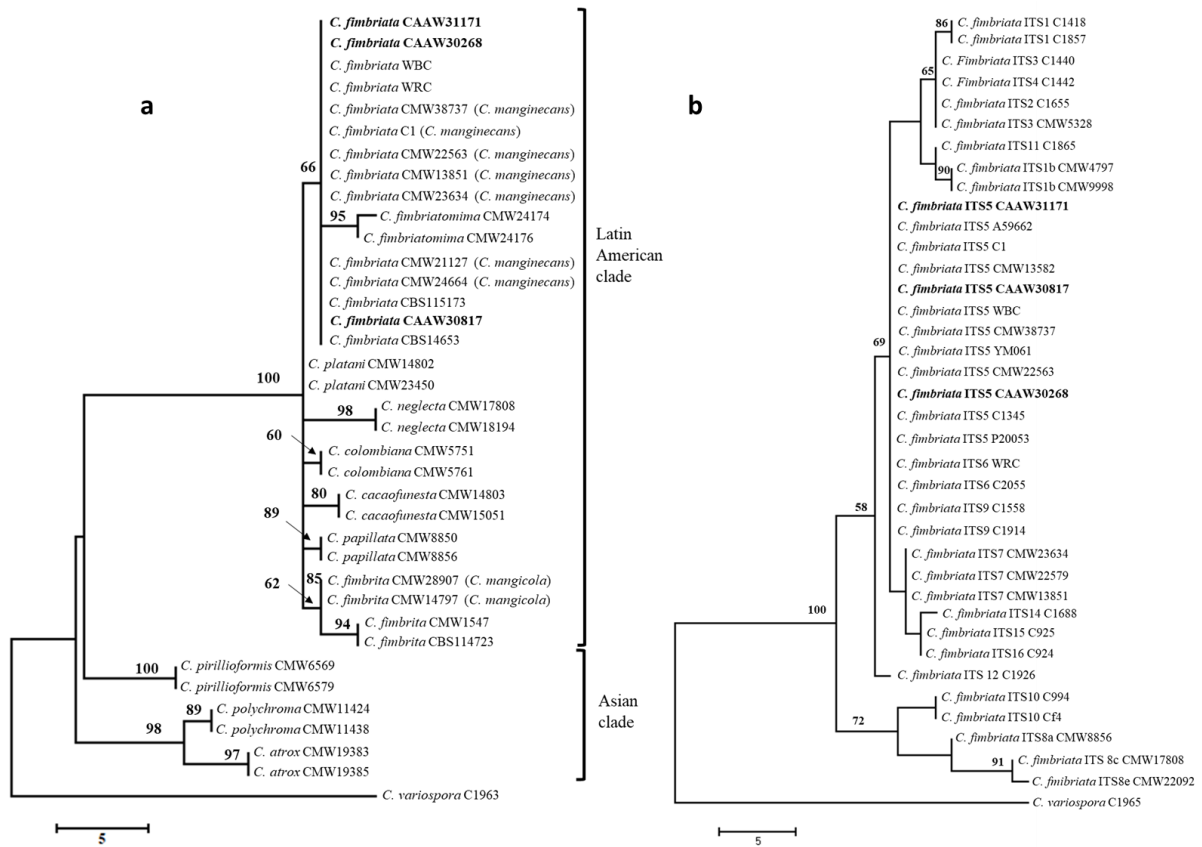 a
C. fimbriata CAAW31171
C. fimbriata CAAW30268
C. fimbriata WBC
C. fimbriata WRC
C. fimbriata CMW38737 (C. manginecans)
C. fimbriata C1 (C. manginecans)
C. fimbriata CMW22563 (C. manginecans)
C. fimbriata CMW13851 (C. manginecans)
C. fimbriata CMW23634 (C. manginecans)
C. fimbriatomima CMW24174
C. fimbriatomima CMW24176
C. fimbriata CMW21127 (C. manginecans)
C. fimbriata CMW24664 (C. manginecans)
C. fimbriata CBS115173
C. fimbriata CAAW30817
C. fimbriata CBS14653
C. platani CMW14802
C. platani CMW23450
C. neglecta CMW17808
C. neglecta CMW18194
C. colombiana CMW5751
C. colombiana CMW5761
C. cacaofunesta CMW14803
C. cacaofunesta CMW15051
C. papillata CMW8850
C. papillata CMW8856
C. fimbrita CMW28907 (C. mangicola)
C. fimbrita CMW14797 (C. mangicola)
C. fimbrita CMW1547
C. fimbrita CBS114723
C. pirillioformis CMW6569
C. pirillioformis CMW6579
C. polychroma CMW11424
C. polychroma CMW11438
C. atrox CMW19383
C. atrox CMW19385
C. variospora C1963
66
95
100
98
60
80
89
62
85
94
100
89
98
97
5
Latin
American
clade
Asian
clade
b
C. fimbriata ITS1 C1418
C. fimbriata ITS1 C1857
C. Fimbriata ITS3 C1440
C. Fimbriata ITS4 C1442
C. fimbriata ITS2 C1655
C. fimbriata ITS3 CMW5328
C. fimbriata ITS11 C1865
C. fimbriata ITS1b CMW4797
C. fimbriata ITS1b CMW9998
C. fimbriata ITS5 CAAW31171
C. fimbriata ITS5 A59662
C. fimbriata ITS5 C1
C. fimbriata ITS5 CMW13582
C. fimbriata ITS5 CAAW30817
C. fimbriata ITS5 WBC
C. fimbriata ITS5 CMW38737
C. fimbriata ITS5 YM061
C. fimbriata ITS5 CMW22563
C. fimbriata ITS5 CAAW30268
C. fimbriata ITS5 C1345
C. fimbriata ITS5 P20053
C. fimbriata ITS6 WRC
C. fimbriata ITS6 C2055
C. fimbriata ITS9 C1558
C. fimbriata ITS9 C1914
C. fimbriata ITS7 CMW23634
C. fimbriata ITS7 CMW22579
C. fimbriata ITS7 CMW13851
C. fimbriata ITS14 C1688
C. fimbriata ITS15 C925
C. fimbriata ITS16 C924
C. fimbriata ITS 12 C1926
C. fimbriata ITS10 C994
C. fimbriata ITS10 Cf4
C. fimbriata ITS8a CMW8856
C. fimbriata ITS 8c CMW17808
C. fmibriata ITS8e CMW22092
C. variospora C1965
86
65
90
69
58
100
72
91
5